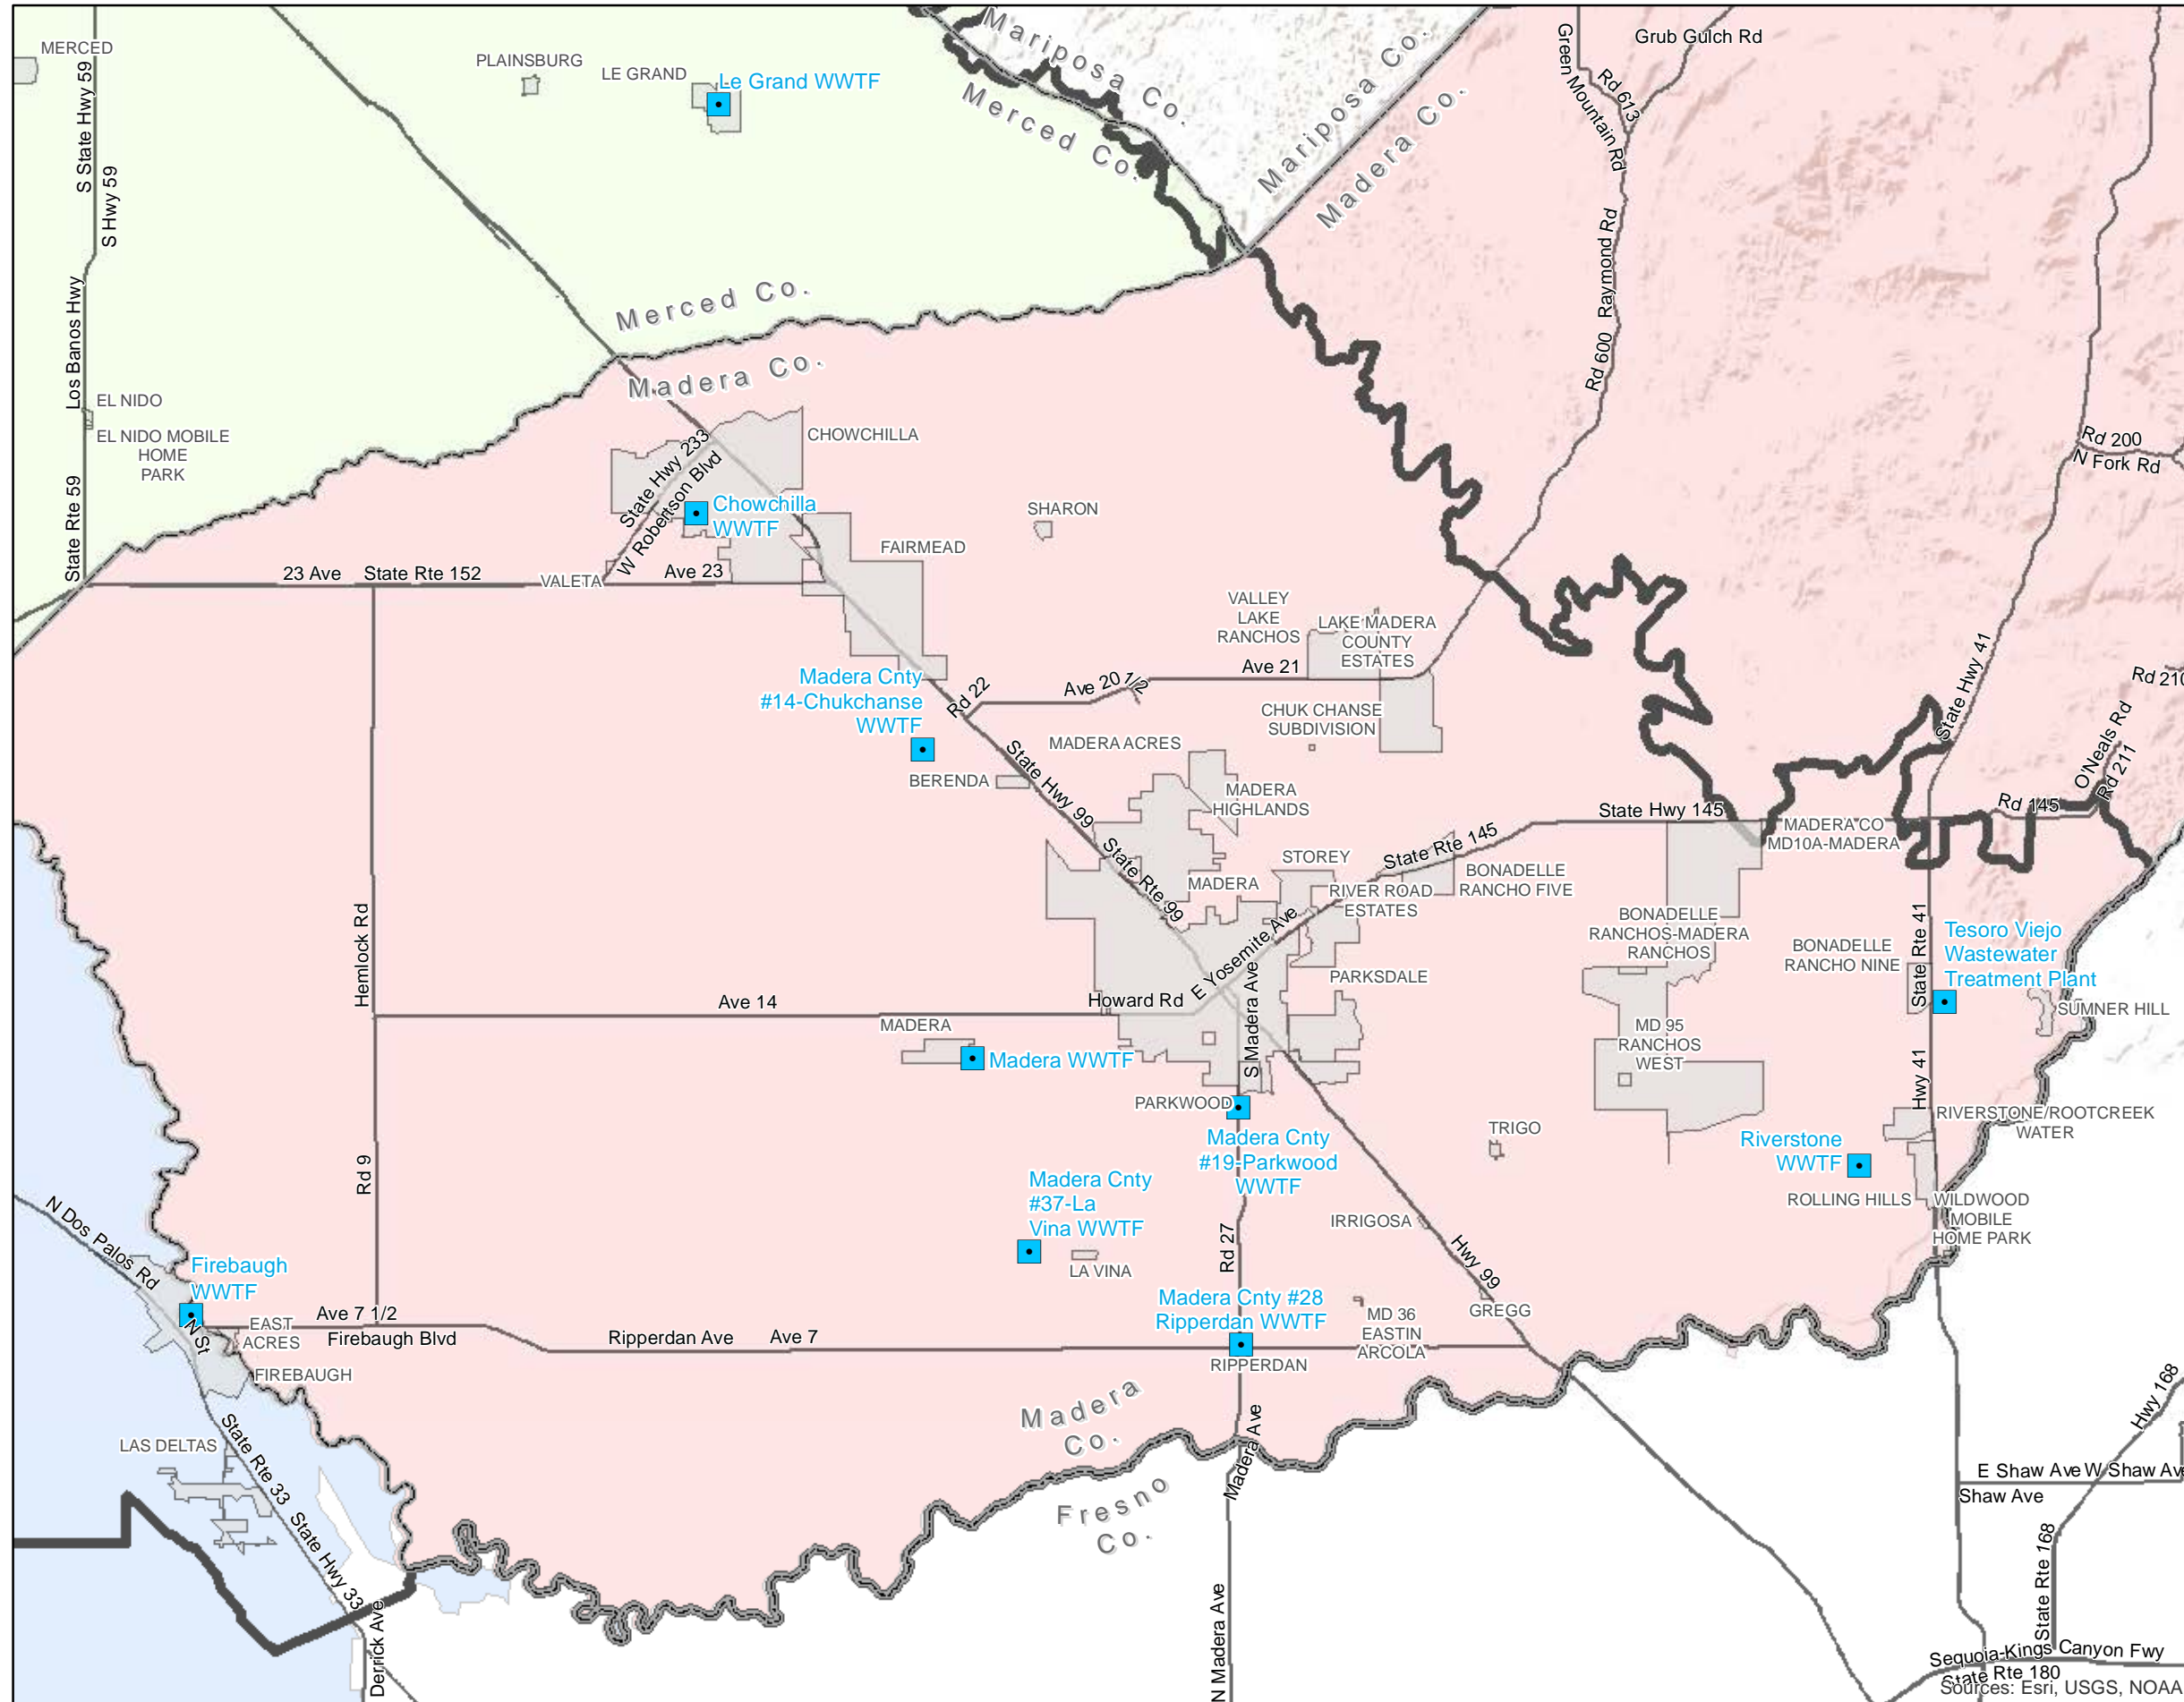 MERCED
S State Hwy 59
S Hwy 59
PLAINSBURG
LE GRAND
Le Grand WWTF
Mariposa Co.
Merced Co.
Mariposa Co.
Madera Co.
Green Mountain Rd
Rd 613
Grub Gulch Rd
Rd 600
Raymond Rd
Los Banos Hwy
EL NIDO
EL NIDO MOBILE
HOME
PARK
State Rte 59
Merced Co.
Madera Co.
CHOWCHILLA
State Hwy 233
W Robertson Blvd
Chowchilla
WWTF
SHARON
FAIRMEAD
23 Ave
State Rte 152
VALETA
Ave 23
Rd 200
N Fork Rd
VALLEY
LAKE
RANCHOS
LAKE MADERA
COUNTY
ESTATES
Ave 21
Ave 20 1/2
Rd 22
Madera Cnty
#14-Chukchanse
WWTF
CHUK CHANSE
SUBDIVISION
State Hwy 41
Rd 210
O'Neals Rd
Rd 211
BERENDA
State Hwy 99
MADERA ACRES
MADERA
HIGHLANDS
State Hwy 145
Rd 145
MADERA CO
MD10A-MADERA
State Rte 99
MADERA
STOREY
State Rte 145
RIVER ROAD
ESTATES
BONADELLE
RANCHO FIVE
BONADELLE
RANCHOS-MADERA
RANCHOS
BONADELLE
RANCHO NINE
State Rte 41
Tesoro Viejo
Wastewater
Treatment Plant
SUMNER HILL
Hemlock Rd
Ave 14
Howard Rd
E Yosemite Ave
S Madera Ave
PARKSDALE
MADERA
Madera WWTF
MD 95
RANCHOS
WEST
Hwy 41
PARKWOOD
Madera Cnty
#19-Parkwood
WWTF
TRIGO
RIVERSTONE/ROOTCREEK
WATER
Riverstone
WWTF
ROLLING HILLS
WILDWOOD
MOBILE
HOME PARK
Rd 9
Madera Cnty
#37-La
Vina WWTF
LA VINA
Rd 27
IRRIGOSA
Hwy 99
GREGG
N Dos Palos Rd
Firebaugh
WWTF
N St
EAST
ACRES
FIREBAUGH
Ave 7 1/2
Firebaugh Blvd
Ripperdan Ave
Ave 7
Madera Cnty #28
Ripperdan WWTF
RIPPERDAN
MD 36
EASTIN
ARCOLA
Madera
Co.
Fresno
Co.
Madera Ave
LAS DELTAS
State Rte 33
State Hwy 33
Derrick Ave
N Madera Ave
Hwy 168
E Shaw Ave
W Shaw Av
Shaw Ave
State Rte 168
Sequoia-Kings Canyon Fwy
State Rte 180
Sources: Esri, USGS, NOAA